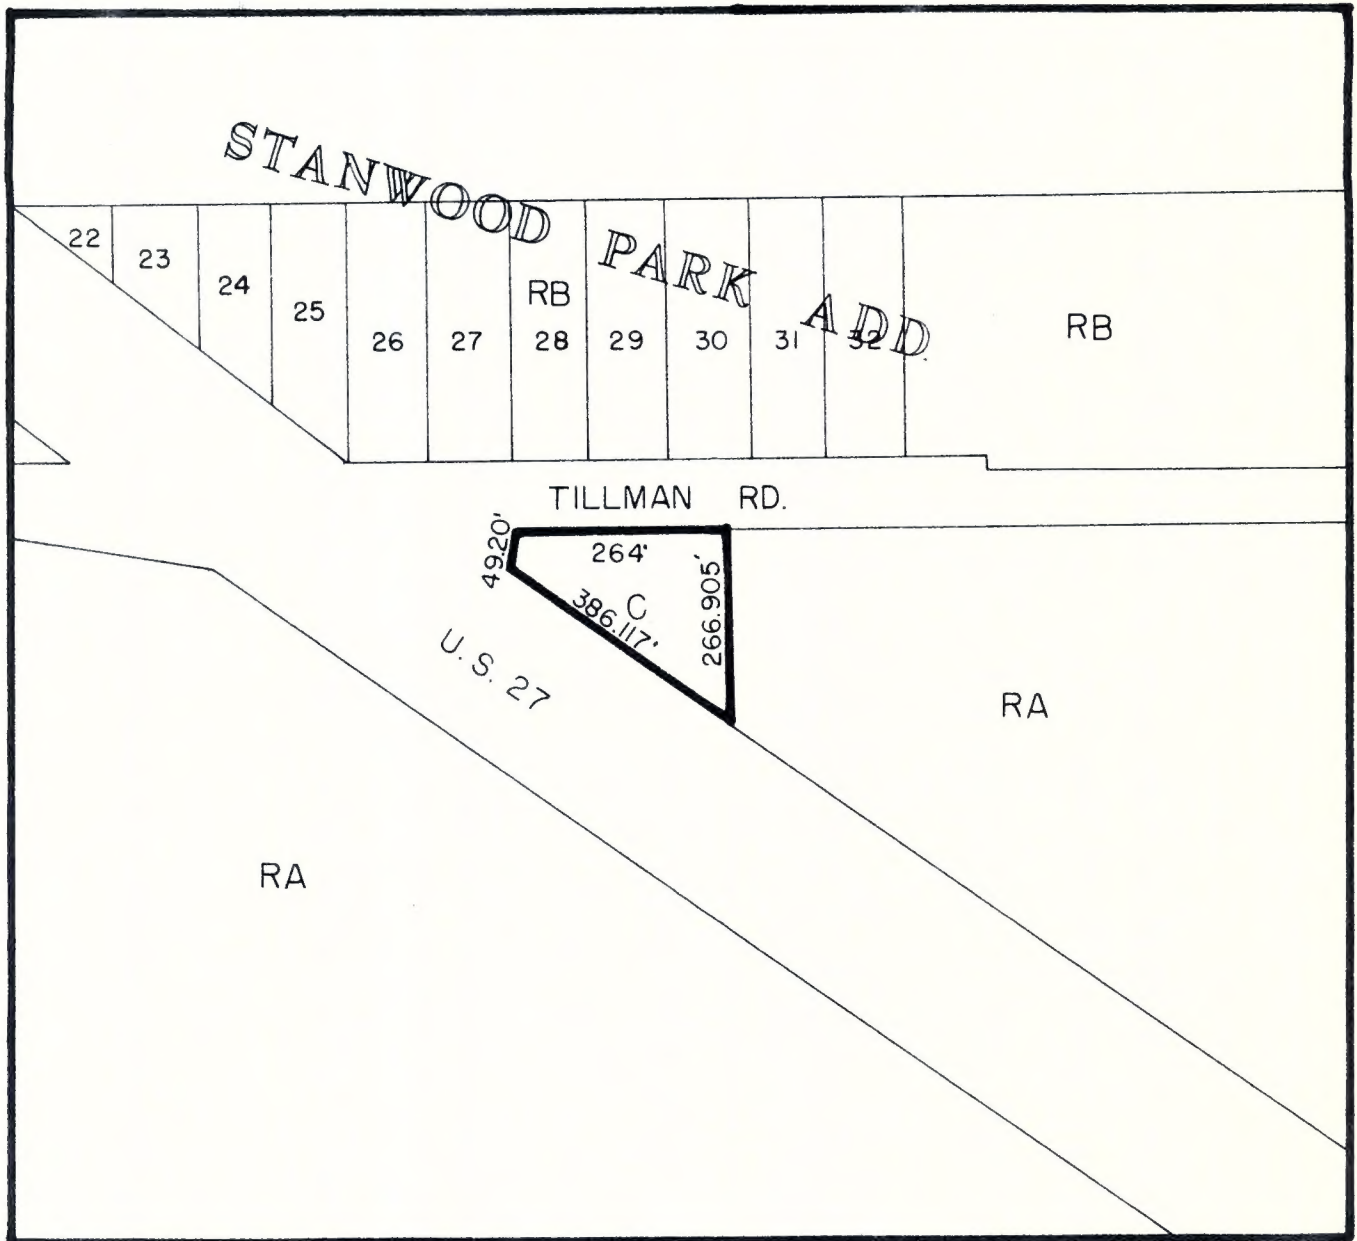 STANWOOD PARK ADD.
22 23 24 25 26 27 28 29 30 31 32
RB
RB
TILLMAN RD.
49.20'
264'
C
386.117'
266.905'
U.S. 27
RA
RA